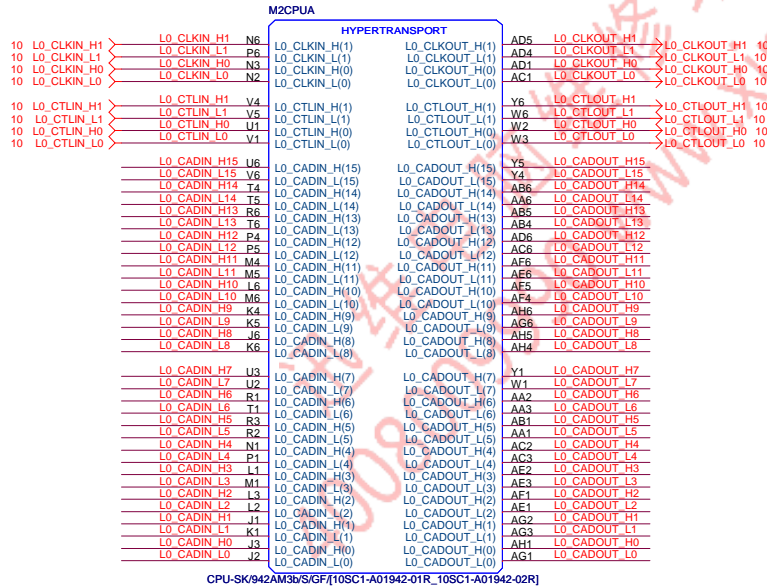 M2CPUA
HYPERTRANSPORT
10 L0_CLKIN_H1 L0_CLKIN_H1 N6 L0_CLKIN_H(1) L0_CLKOUT_H(1) AD5 L0_CLKOUT_H1 L0_CLKOUT_H1 10
10 L0_CLKIN_L1 L0_CLKIN_L1 P6 L0_CLKIN_L(1) L0_CLKOUT_L(1) AD4 L0_CLKOUT_L1 L0_CLKOUT_L1 10
10 L0_CLKIN_H0 L0_CLKIN_H0 N3 L0_CLKIN_H(0) L0_CLKOUT_H(0) AD1 L0_CLKOUT_H0 L0_CLKOUT_H0 10
10 L0_CLKIN_L0 L0_CLKIN_L0 N2 L0_CLKIN_L(0) L0_CLKOUT_L(0) AC1 L0_CLKOUT_L0 L0_CLKOUT_L0 10
10 L0_CTLIN_H1 L0_CTLIN_H1 V4 L0_CTLIN_H(1) L0_CTLOUT_H(1) Y6 L0_CTLOUT_H1 L0_CTLOUT_H1 10
10 L0_CTLIN_L1 L0_CTLIN_L1 V5 L0_CTLIN_L(1) L0_CTLOUT_L(1) W6 L0_CTLOUT_L1 L0_CTLOUT_L1 10
10 L0_CTLIN_H0 L0_CTLIN_H0 U1 L0_CTLIN_H(0) L0_CTLOUT_H(0) W2 L0_CTLOUT_H0 L0_CTLOUT_H0 10
10 L0_CTLIN_L0 L0_CTLIN_L0 V1 L0_CTLIN_L(0) L0_CTLOUT_L(0) W3 L0_CTLOUT_L0 L0_CTLOUT_L0 10
L0_CADIN_H15 U6 L0_CADIN_H(15) L0_CADOUT_H(15) Y5 L0_CADOUT_H15
L0_CADIN_L15 V6 L0_CADIN_L(15) L0_CADOUT_L(15) Y4 L0_CADOUT_L15
L0_CADIN_H14 T4 L0_CADIN_H(14) L0_CADOUT_H(14) AB6 L0_CADOUT_H14
L0_CADIN_L14 T5 L0_CADIN_L(14) L0_CADOUT_L(14) AA6 L0_CADOUT_L14
L0_CADIN_H13 R6 L0_CADIN_H(13) L0_CADOUT_H(13) AB5 L0_CADOUT_H13
L0_CADIN_L13 T6 L0_CADIN_L(13) L0_CADOUT_L(13) AB4 L0_CADOUT_L13
L0_CADIN_H12 P4 L0_CADIN_H(12) L0_CADOUT_H(12) AD6 L0_CADOUT_H12
L0_CADIN_L12 P5 L0_CADIN_L(12) L0_CADOUT_L(12) AC6 L0_CADOUT_L12
L0_CADIN_H11 M4 L0_CADIN_H(11) L0_CADOUT_H(11) AF6 L0_CADOUT_H11
L0_CADIN_L11 M5 L0_CADIN_L(11) L0_CADOUT_L(11) AE6 L0_CADOUT_L11
L0_CADIN_H10 L6 L0_CADIN_H(10) L0_CADOUT_H(10) AF5 L0_CADOUT_H10
L0_CADIN_L10 M6 L0_CADIN_L(10) L0_CADOUT_L(10) AF4 L0_CADOUT_L10
L0_CADIN_H9 K4 L0_CADIN_H(9) L0_CADOUT_H(9) AH6 L0_CADOUT_H9
L0_CADIN_L9 K5 L0_CADIN_L(9) L0_CADOUT_L(9) AG6 L0_CADOUT_L9
L0_CADIN_H8 J6 L0_CADIN_H(8) L0_CADOUT_H(8) AH5 L0_CADOUT_H8
L0_CADIN_L8 K6 L0_CADIN_L(8) L0_CADOUT_L(8) AH4 L0_CADOUT_L8
L0_CADIN_H7 U3 L0_CADIN_H(7) L0_CADOUT_H(7) Y1 L0_CADOUT_H7
L0_CADIN_L7 U2 L0_CADIN_L(7) L0_CADOUT_L(7) W1 L0_CADOUT_L7
L0_CADIN_H6 R1 L0_CADIN_H(6) L0_CADOUT_H(6) AA2 L0_CADOUT_H6
L0_CADIN_L6 T1 L0_CADIN_L(6) L0_CADOUT_L(6) AA3 L0_CADOUT_L6
L0_CADIN_H5 R3 L0_CADIN_H(5) L0_CADOUT_H(5) AB1 L0_CADOUT_H5
L0_CADIN_L5 R2 L0_CADIN_L(5) L0_CADOUT_L(5) AA1 L0_CADOUT_L5
L0_CADIN_H4 N1 L0_CADIN_H(4) L0_CADOUT_H(4) AC2 L0_CADOUT_H4
L0_CADIN_L4 P1 L0_CADIN_L(4) L0_CADOUT_L(4) AC3 L0_CADOUT_L4
L0_CADIN_H3 L1 L0_CADIN_H(3) L0_CADOUT_H(3) AE2 L0_CADOUT_H3
L0_CADIN_L3 M1 L0_CADIN_L(3) L0_CADOUT_L(3) AE3 L0_CADOUT_L3
L0_CADIN_H2 L3 L0_CADIN_H(2) L0_CADOUT_H(2) AF1 L0_CADOUT_H2
L0_CADIN_L2 L2 L0_CADIN_L(2) L0_CADOUT_L(2) AE1 L0_CADOUT_L2
L0_CADIN_H1 J1 L0_CADIN_H(1) L0_CADOUT_H(1) AG2 L0_CADOUT_H1
L0_CADIN_L1 K1 L0_CADIN_L(1) L0_CADOUT_L(1) AG3 L0_CADOUT_L1
L0_CADIN_H0 J3 L0_CADIN_H(0) L0_CADOUT_H(0) AH1 L0_CADOUT_H0
L0_CADIN_L0 J2 L0_CADIN_L(0) L0_CADOUT_L(0) AG1 L0_CADOUT_L0
CPU-SK/942AM3b/S/GF/[10SC1-A01942-01R_10SC1-A01942-02R]